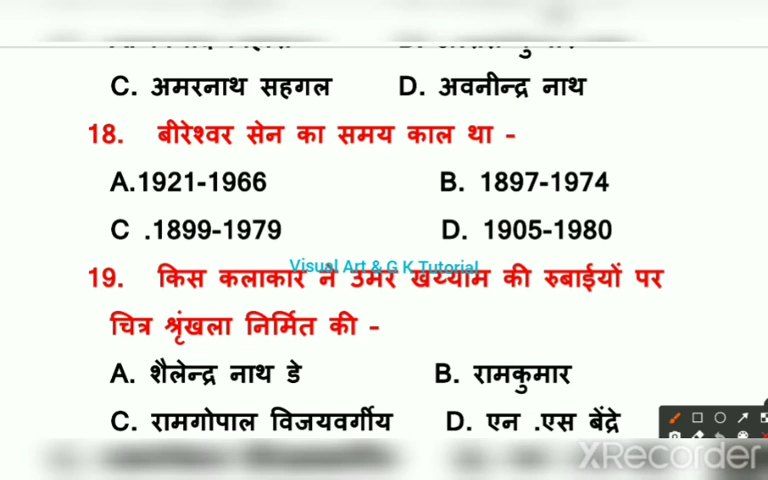 C. अमरनाथ सहगल D. अवनीन्द्र नाथ
18. बीरेश्वर सेन का समय काल था -
A.1921-1966 B. 1897-1974
C .1899-1979 D. 1905-1980
Visual Art & G K Tutorial
19. किस कलाकार ने उमर खय्याम की रुबाईयों पर
चित्र श्रृंखला निर्मित की -
A. शैलेन्द्र नाथ डे B. रामकुमार
C. रामगोपाल विजयवर्गीय D. एन .एस बेंद्रे
XRecorder